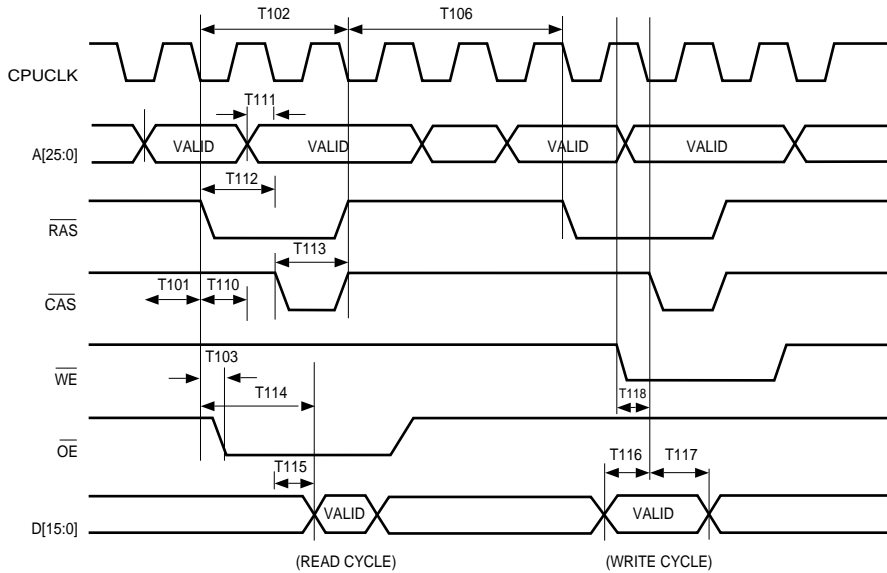 T102 T106
CPUCLK
T111
A[25:0] VALID VALID VALID VALID
T112
RAS
T113
CAS T101 T110
WE T103
T114 T118
OE
T115 T116 T117
D[15:0] VALID VALID
(READ CYCLE) (WRITE CYCLE)